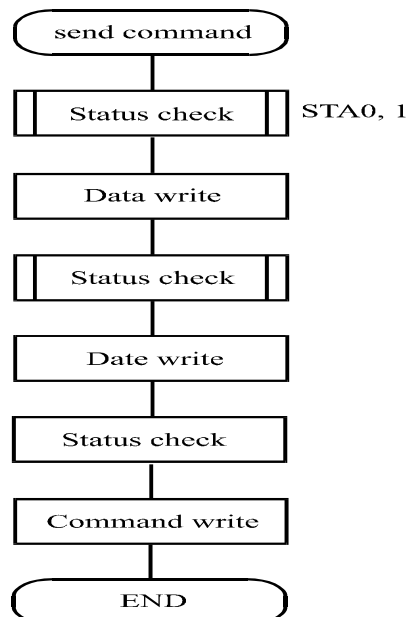 send command
Status check
STA0, 1
Data write
Status check
Date write
Status check
Command write
END